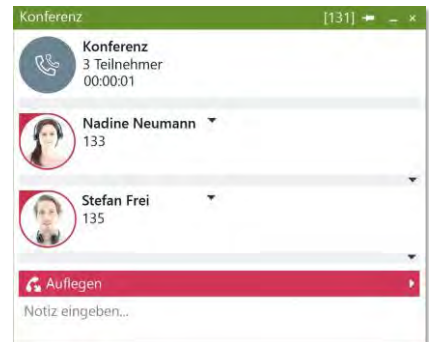 Konferenz [131]
Konferenz
3 Teilnehmer
00:00:01
Nadine Neumann
133
Stefan Frei
135
Auflegen
Notiz eingeben...